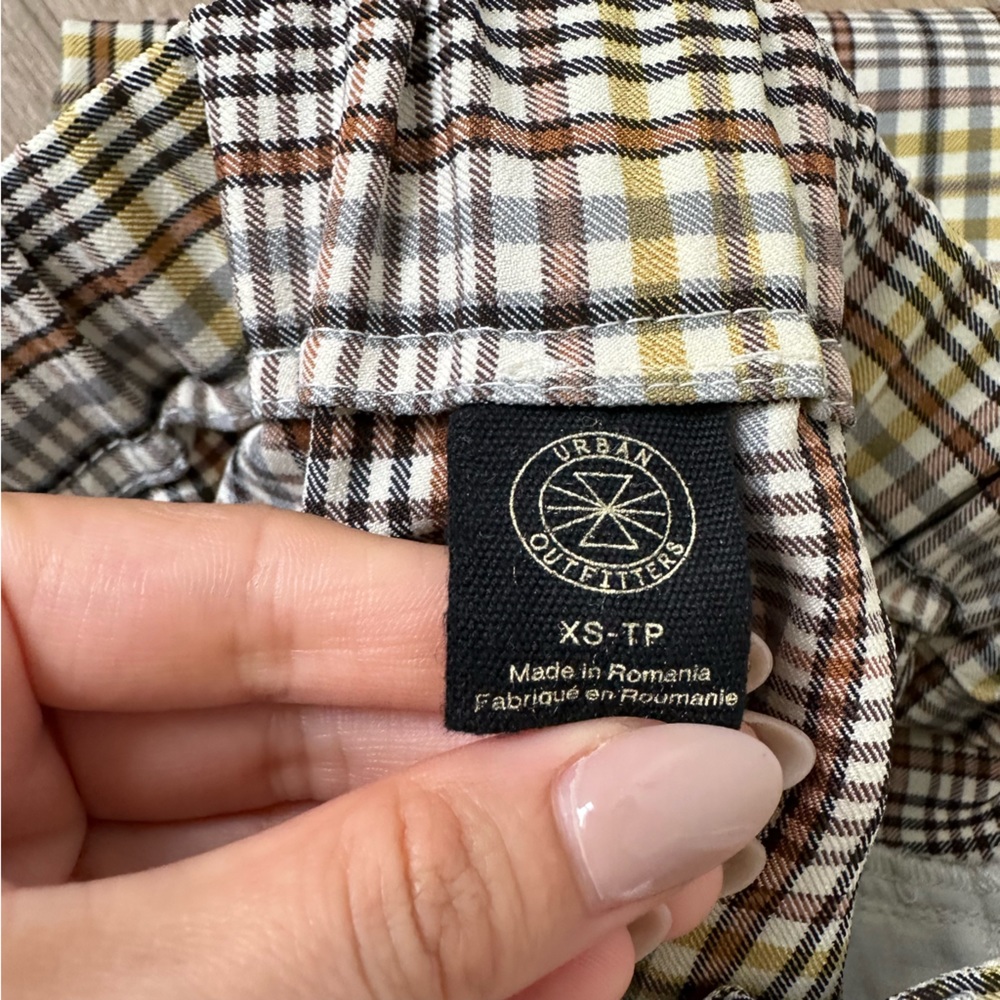 URBAN
OUTFITTERS
XS-TP
Made in Romania
Fabriqué en Roumanie